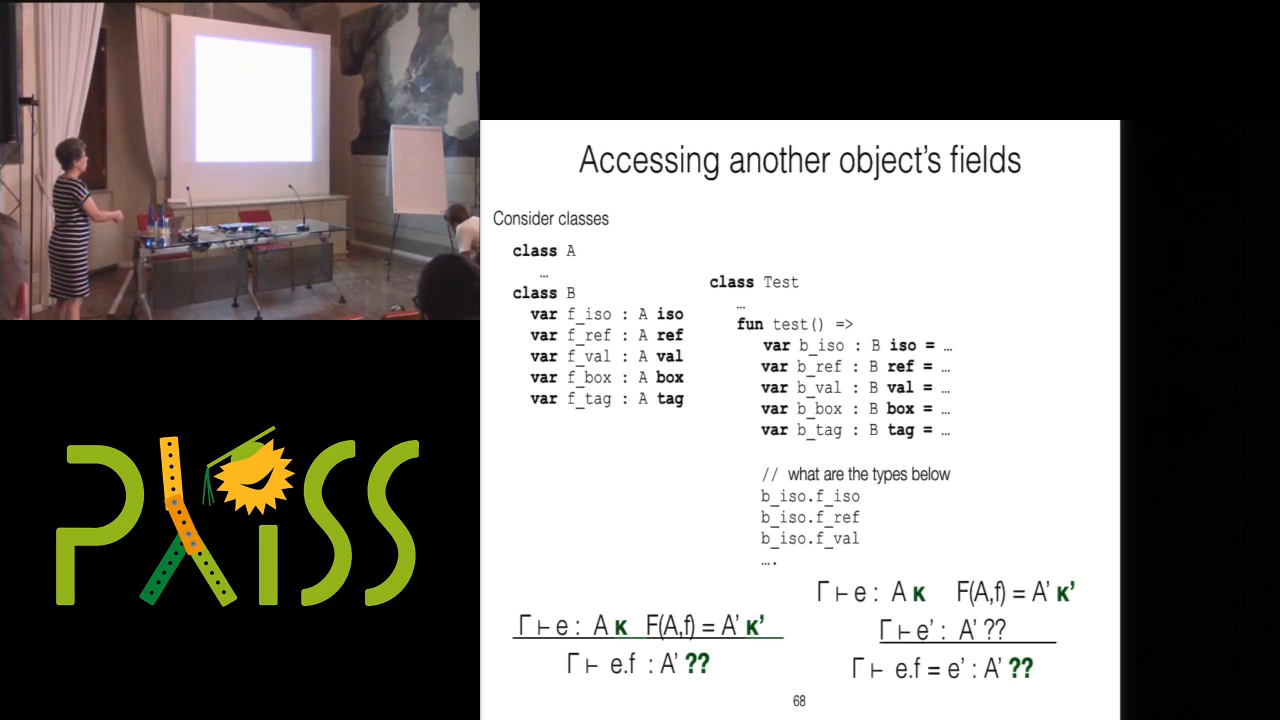 Accessing another object's fields
Consider classes
class A
…
class B
var f_iso : A iso
var f_ref : A ref
var f_val : A val
var f_box : A box
var f_tag : A tag
class Test
…
fun test() =>
var b_iso : B iso = …
var b_ref : B ref = …
var b_val : B val = …
var b_box : B box = …
var b_tag : B tag = …
// what are the types below
b_iso.f_iso
b_iso.f_ref
b_iso.f_val
….
Γ ⊢ e : A κ F(A,f) = A' κ'
Γ ⊢ e.f : A' ??
Γ ⊢ e : A κ F(A,f) = A' κ'
Γ ⊢ e' : A' ??
Γ ⊢ e.f = e' : A' ??
68
PλiSS